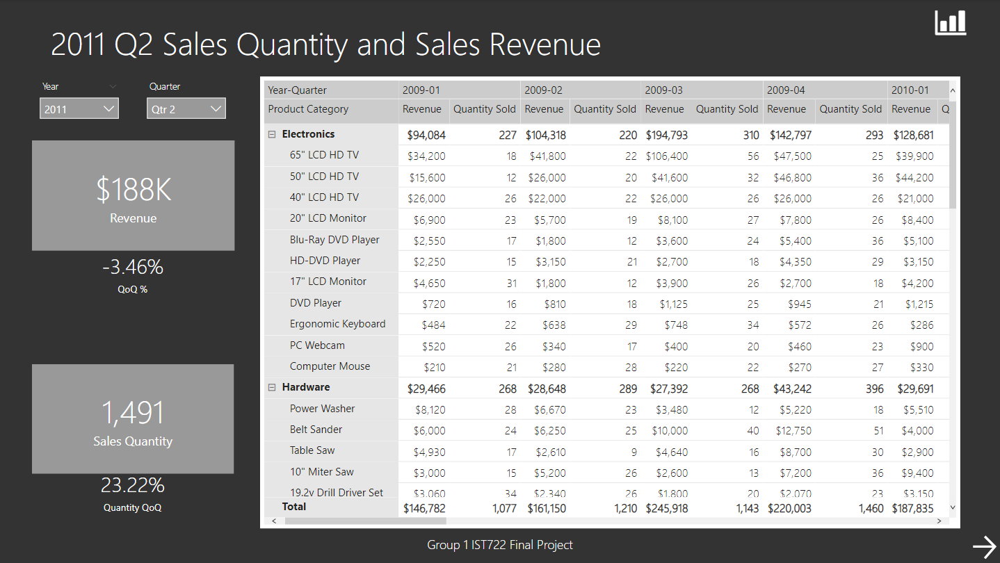 2011 Q2 Sales Quantity and Sales Revenue
Year
Quarter
2011
Qtr 2
$188K
Revenue
-3.46%
QoQ %
1,491
Sales Quantity
23.22%
Quantity QoQ
Year-Quarter 2009-01 2009-02 2009-03 2009-04 2010-01
Product Category Revenue Quantity Sold Revenue Quantity Sold Revenue Quantity Sold Revenue Quantity Sold Revenue Q
Electronics $94,084 227 $104,318 220 $194,793 310 $142,797 293 $128,681
65" LCD HD TV $34,200 18 $41,800 22 $106,400 56 $47,500 25 $39,900
50" LCD HD TV $15,600 12 $26,000 20 $41,600 32 $46,800 36 $44,200
40" LCD HD TV $26,000 26 $22,000 22 $26,000 26 $26,000 26 $21,000
20" LCD Monitor $6,900 23 $5,700 19 $8,100 27 $7,800 26 $8,400
Blu-Ray DVD Player $2,550 17 $1,800 12 $3,600 24 $5,400 36 $5,100
HD-DVD Player $2,250 15 $3,150 21 $2,700 18 $4,350 29 $3,150
17" LCD Monitor $4,650 31 $1,800 12 $3,900 26 $2,700 18 $4,200
DVD Player $720 16 $810 18 $1,125 25 $945 21 $1,215
Ergonomic Keyboard $484 22 $638 29 $748 34 $572 26 $286
PC Webcam $520 26 $340 17 $400 20 $460 23 $900
Computer Mouse $210 21 $280 28 $220 22 $270 27 $330
Hardware $29,466 268 $28,648 289 $27,392 268 $43,242 396 $29,691
Power Washer $8,120 28 $6,670 23 $3,480 12 $5,220 18 $5,510
Belt Sander $6,000 24 $6,250 25 $10,000 40 $12,750 51 $4,000
Table Saw $4,930 17 $2,610 9 $4,640 16 $8,700 30 $2,900
10" Miter Saw $3,000 15 $5,200 26 $2,600 13 $7,200 36 $9,400
19.2v Drill Driver Set $3,060 34 $2,340 26 $1,800 20 $2,070 23 $3,150
Total $146,782 1,077 $161,150 1,210 $245,918 1,143 $220,003 1,460 $187,835
Group 1 IST722 Final Project